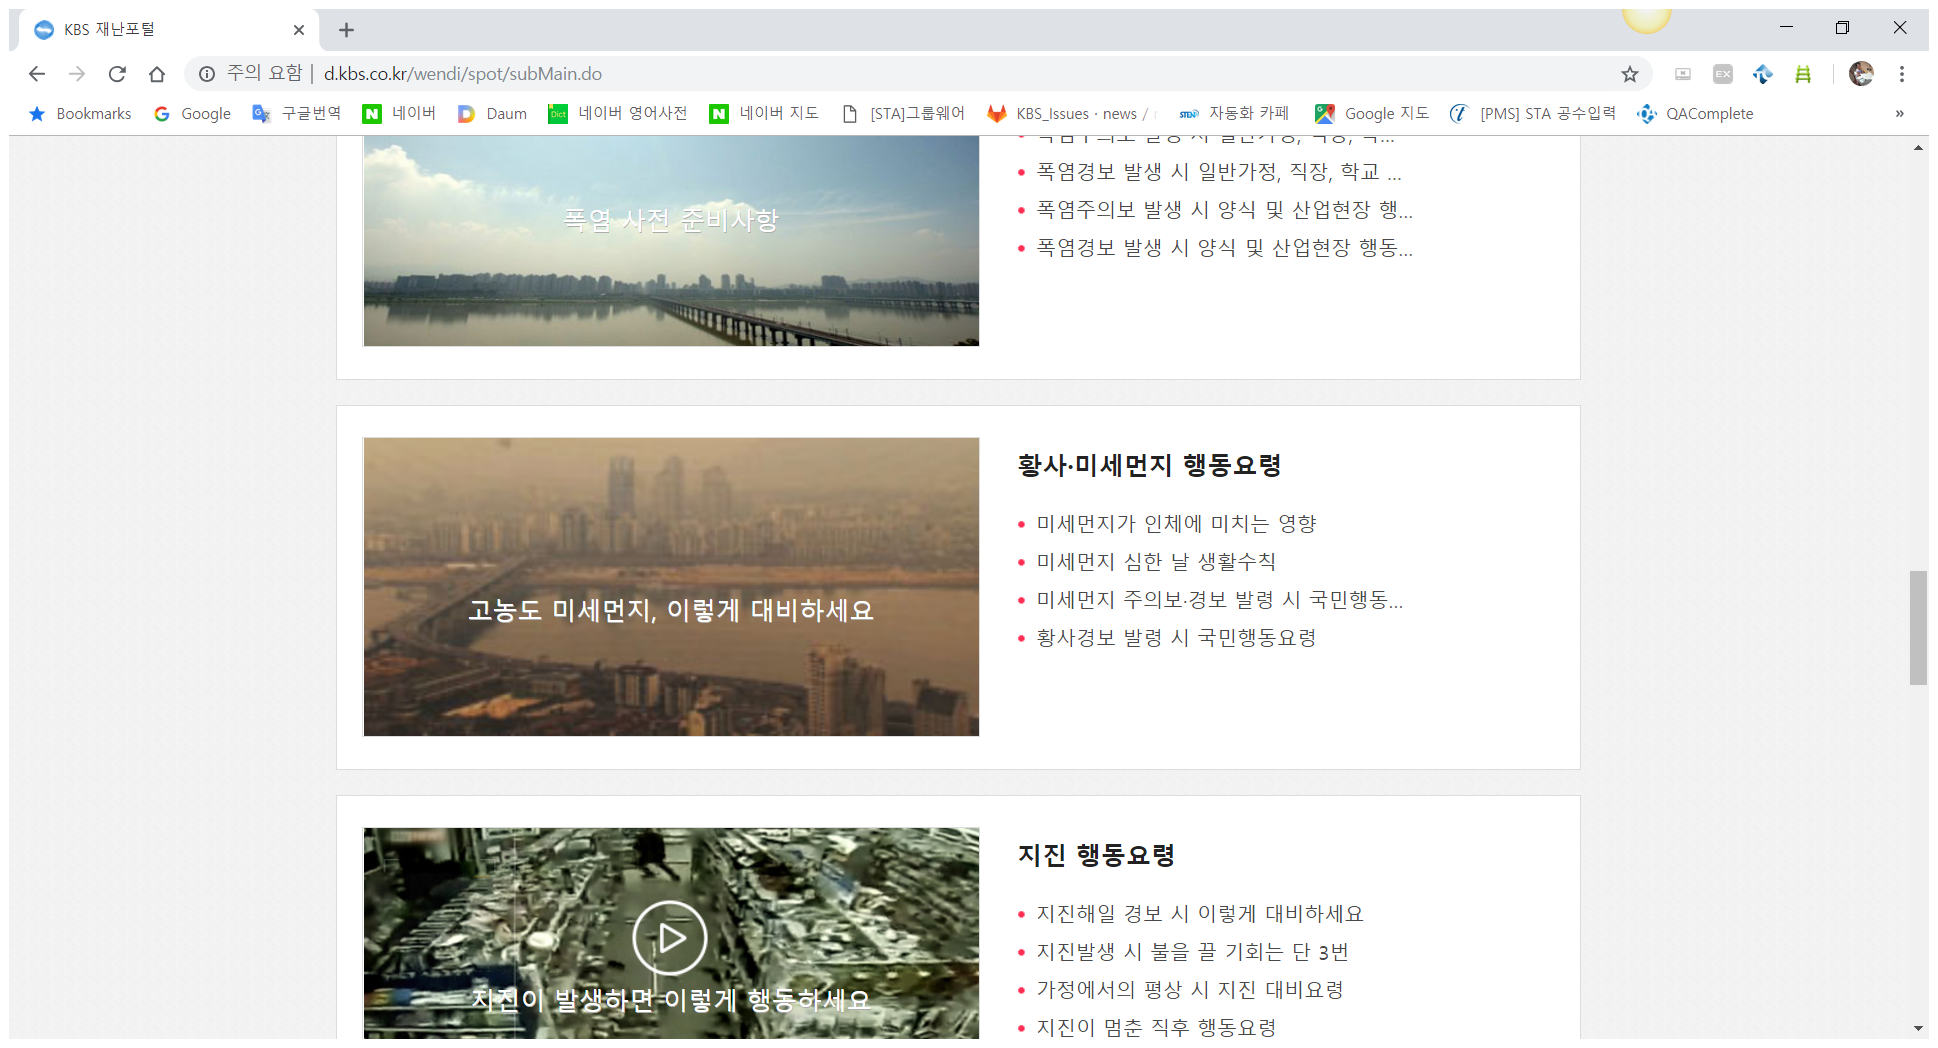 KBS 재난포털
주의 요함 | d.kbs.co.kr/wendi/spot/subMain.do
EX
Bookmarks Google 구글번역 네이버 Daum 네이버 영어사전 네이버 지도 [STA]그룹웨어 KBS_Issues · news / 자동화 카페 Google 지도 [PMS] STA 공수입력 QAComplete »
폭염 사전 준비사항
폭염경보 발생 시 일반가정, 직장, 학교 ...
폭염주의보 발생 시 양식 및 산업현장 행...
폭염경보 발생 시 양식 및 산업현장 행동...
고농도 미세먼지, 이렇게 대비하세요
황사·미세먼지 행동요령
미세먼지가 인체에 미치는 영향
미세먼지 심한 날 생활수칙
미세먼지 주의보·경보 발령 시 국민행동...
황사경보 발령 시 국민행동요령
지진이 발생하면 이렇게 행동하세요
지진 행동요령
지진해일 경보 시 이렇게 대비하세요
지진발생 시 불을 끌 기회는 단 3번
가정에서의 평상 시 지진 대비요령
지진이 멈춘 직후 행동요령